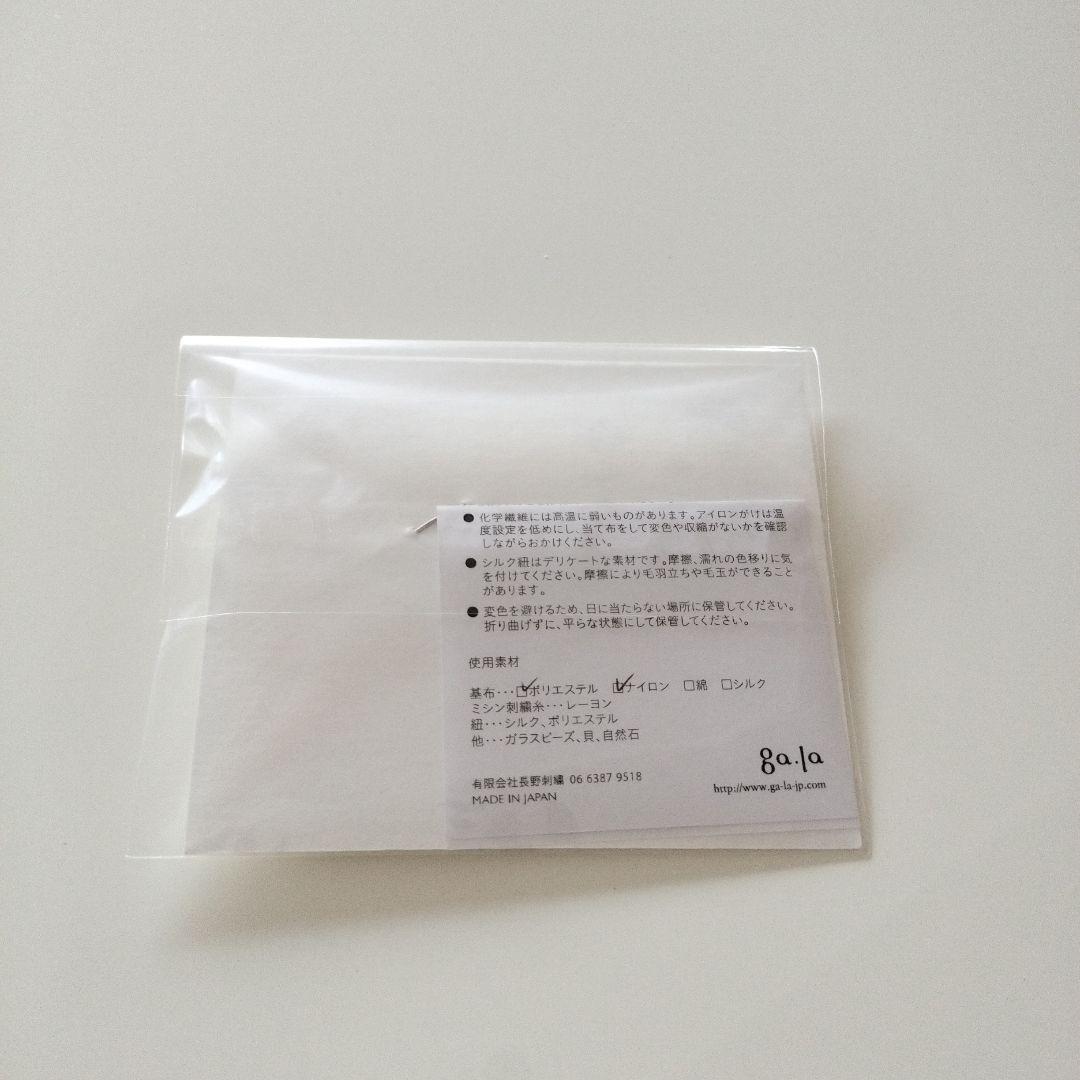 ● 化学繊維には高温に弱いものがあります。アイロンがけは温
度設定を低めにし、当て布をして変色や収縮がないかを確認
しながらおかけください。
● シルク紐はデリケートな素材です。摩擦、濡れの色移りに気
を付けてください。摩擦により毛羽立ちや毛玉ができること
があります。
● 変色を避けるため、日に当たらない場所に保管してください。
折り曲げずに、平らな状態にして保管してください。
使用素材
基布･･･☑ポリエステル ☑ナイロン □綿 □シルク
ミシン刺繍糸･･･レーヨン
紐･･･シルク、ポリエステル
他･･･ガラスビーズ、貝、自然石
ga.la
有限会社長野刺繍 06 6387 9518
http://www.ga-la-jp.com
MADE IN JAPAN